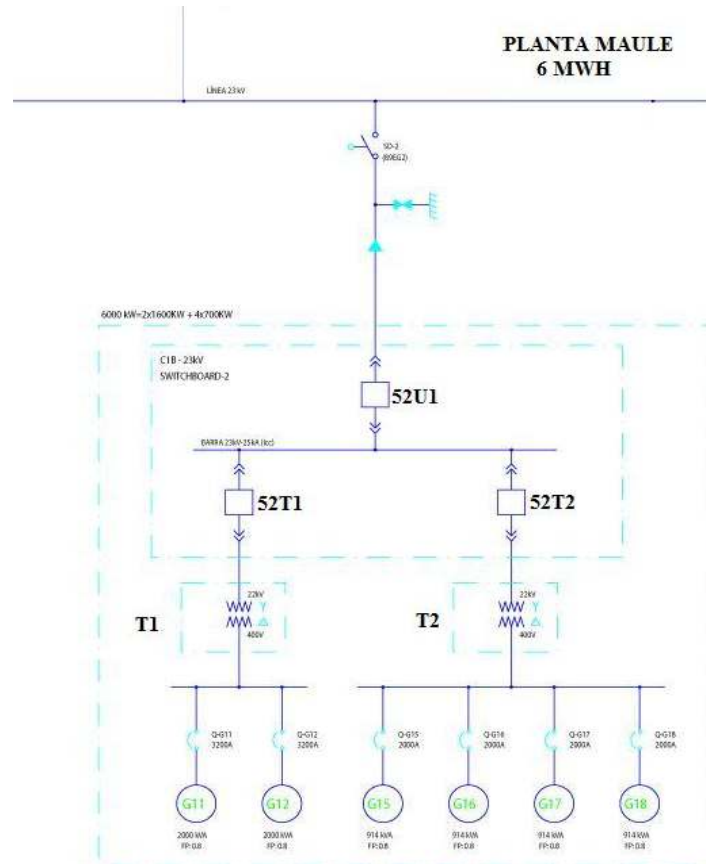 PLANTA MAULE
6 MWH
LÍNEA 23 kV
SD-2
(89EG2)
6000 kW=2x1600KW + 4x700KW
C1B - 23kV
SWITCHBOARD-2
52U1
BARRA 23kV-25kA (Icc)
52T1
52T2
T1
22kV
400V
T2
22kV
400V
Q-G11
3200A
Q-G12
3200A
Q-G15
2000A
Q-G16
2000A
Q-G17
2000A
Q-G18
2000A
G11
G12
G15
G16
G17
G18
2000 kVA
FP: 0.8
2000 kVA
FP: 0.8
914 kVA
FP: 0.8
914 kVA
FP: 0.8
914 kVA
FP: 0.8
914 kVA
FP: 0.8